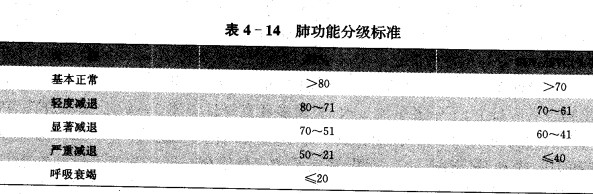 表 4-14 肺功能分级标准
基本正常 >80 >70
轻度减退 80～71 70～61
显著减退 70～51 60～41
严重减退 50～21 ≤40
呼吸衰竭 ≤20